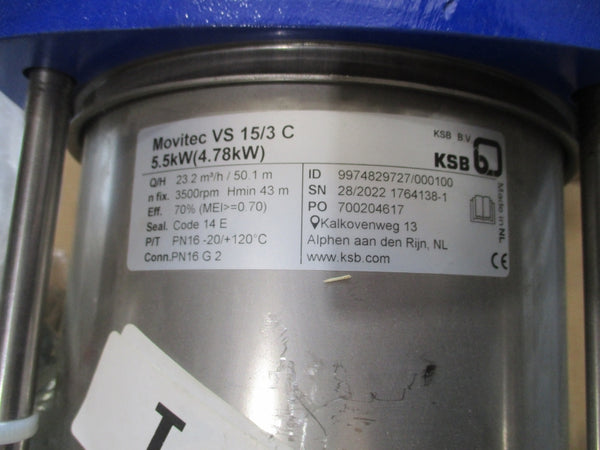 Movitec VS 15/3 C
5.5kW(4.78kW)
Q/H 23.2 m³/h / 50.1 m
n fix. 3500rpm Hmin 43 m
Eff. 70% (MEI>=0.70)
Seal. Code 14 E
P/T PN16 -20/+120°C
Conn. PN16 G 2
KSB B.V.
KSB
ID 9974829727/000100
SN 28/2022 1764138-1
PO 700204617
Kalkovenweg 13
Alphen aan den Rijn, NL
www.ksb.com
Made in NL
CE